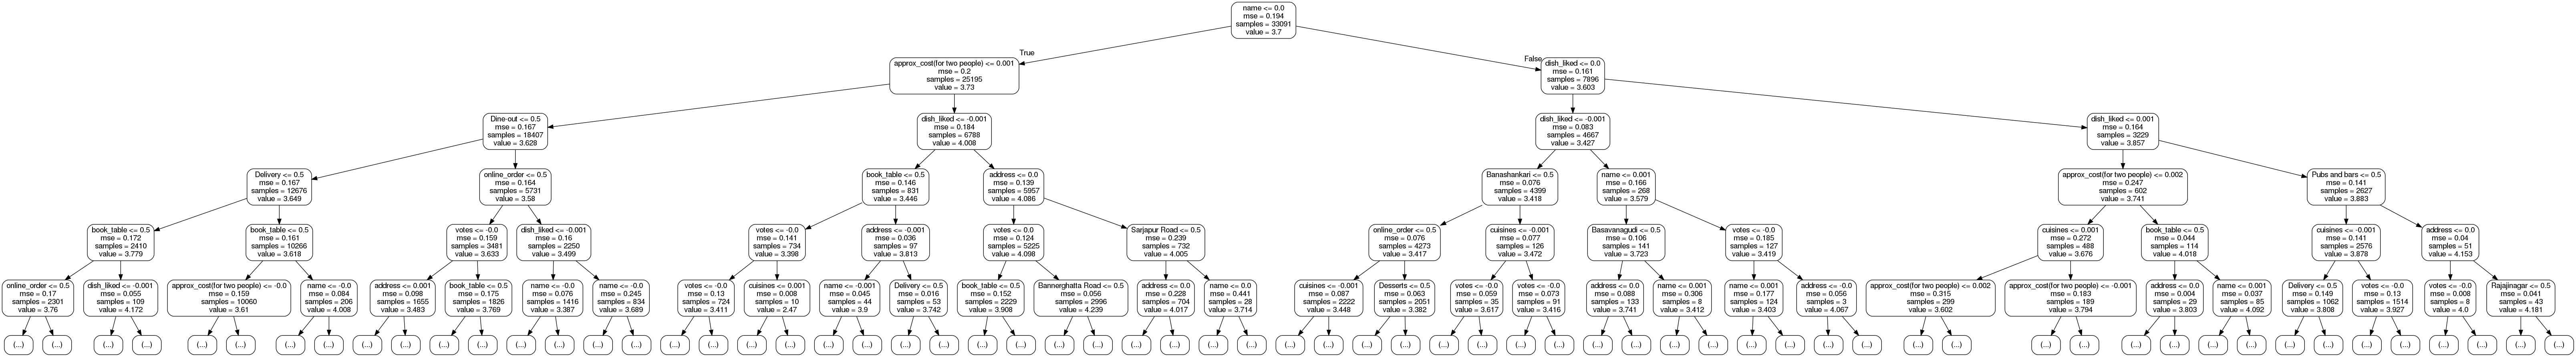 name <= 0.0
mse = 0.194
samples = 33091
value = 3.7
True
False
approx_cost(for two people) <= 0.001
mse = 0.2
samples = 25195
value = 3.73
dish_liked <= 0.0
mse = 0.161
samples = 7896
value = 3.603
Dine-out <= 0.5
mse = 0.167
samples = 18407
value = 3.628
dish_liked <= -0.001
mse = 0.184
samples = 6788
value = 4.008
dish_liked <= -0.001
mse = 0.083
samples = 4667
value = 3.427
dish_liked <= 0.001
mse = 0.164
samples = 3229
value = 3.857
Delivery <= 0.5
mse = 0.167
samples = 12676
value = 3.649
online_order <= 0.5
mse = 0.164
samples = 5731
value = 3.58
book_table <= 0.5
mse = 0.146
samples = 831
value = 3.446
address <= 0.0
mse = 0.139
samples = 5957
value = 4.086
Banashankari <= 0.5
mse = 0.076
samples = 4399
value = 3.418
name <= 0.001
mse = 0.166
samples = 268
value = 3.579
approx_cost(for two people) <= 0.002
mse = 0.247
samples = 602
value = 3.741
Pubs and bars <= 0.5
mse = 0.141
samples = 2627
value = 3.883
book_table <= 0.5
mse = 0.172
samples = 2410
value = 3.779
book_table <= 0.5
mse = 0.161
samples = 10266
value = 3.618
votes <= -0.0
mse = 0.159
samples = 3481
value = 3.633
dish_liked <= -0.001
mse = 0.16
samples = 2250
value = 3.499
votes <= -0.0
mse = 0.141
samples = 734
value = 3.398
address <= -0.001
mse = 0.036
samples = 97
value = 3.813
votes <= 0.0
mse = 0.124
samples = 5225
value = 4.098
Sarjapur Road <= 0.5
mse = 0.239
samples = 732
value = 4.005
online_order <= 0.5
mse = 0.076
samples = 4273
value = 3.417
cuisines <= -0.001
mse = 0.077
samples = 126
value = 3.472
Basavanagudi <= 0.5
mse = 0.106
samples = 141
value = 3.723
votes <= -0.0
mse = 0.185
samples = 127
value = 3.419
cuisines <= 0.001
mse = 0.272
samples = 488
value = 3.676
book_table <= 0.5
mse = 0.044
samples = 114
value = 4.018
cuisines <= -0.001
mse = 0.141
samples = 2576
value = 3.878
address <= 0.0
mse = 0.04
samples = 51
value = 4.153
online_order <= 0.5
mse = 0.17
samples = 2301
value = 3.76
dish_liked <= -0.001
mse = 0.055
samples = 109
value = 4.172
approx_cost(for two people) <= -0.0
mse = 0.159
samples = 10060
value = 3.61
name <= -0.0
mse = 0.084
samples = 206
value = 4.008
address <= 0.001
mse = 0.098
samples = 1655
value = 3.483
book_table <= 0.5
mse = 0.175
samples = 1826
value = 3.769
name <= -0.0
mse = 0.076
samples = 1416
value = 3.387
name <= -0.0
mse = 0.245
samples = 834
value = 3.689
votes <= -0.0
mse = 0.13
samples = 724
value = 3.411
cuisines <= 0.001
mse = 0.008
samples = 10
value = 2.47
name <= -0.001
mse = 0.045
samples = 44
value = 3.9
Delivery <= 0.5
mse = 0.016
samples = 53
value = 3.742
book_table <= 0.5
mse = 0.152
samples = 2229
value = 3.908
Bannerghatta Road <= 0.5
mse = 0.056
samples = 2996
value = 4.239
address <= 0.0
mse = 0.228
samples = 704
value = 4.017
name <= 0.0
mse = 0.441
samples = 28
value = 3.714
cuisines <= -0.001
mse = 0.087
samples = 2222
value = 3.448
Desserts <= 0.5
mse = 0.063
samples = 2051
value = 3.382
votes <= -0.0
mse = 0.059
samples = 35
value = 3.617
votes <= -0.0
mse = 0.073
samples = 91
value = 3.416
address <= 0.0
mse = 0.088
samples = 133
value = 3.741
name <= 0.001
mse = 0.306
samples = 8
value = 3.412
name <= 0.001
mse = 0.177
samples = 124
value = 3.403
address <= -0.0
mse = 0.056
samples = 3
value = 4.067
approx_cost(for two people) <= 0.002
mse = 0.315
samples = 299
value = 3.602
approx_cost(for two people) <= -0.001
mse = 0.183
samples = 189
value = 3.794
address <= 0.0
mse = 0.004
samples = 29
value = 3.803
name <= 0.001
mse = 0.037
samples = 85
value = 4.092
Delivery <= 0.5
mse = 0.149
samples = 1062
value = 3.808
votes <= -0.0
mse = 0.13
samples = 1514
value = 3.927
votes <= -0.0
mse = 0.008
samples = 8
value = 4.0
Rajajinagar <= 0.5
mse = 0.041
samples = 43
value = 4.181
(...) (...) (...) (...) (...) (...) (...) (...) (...) (...) (...) (...) (...) (...) (...) (...) (...) (...) (...) (...) (...) (...) (...) (...) (...) (...) (...) (...) (...) (...) (...) (...) (...) (...) (...) (...) (...) (...) (...) (...) (...) (...) (...) (...) (...) (...) (...) (...) (...) (...) (...) (...) (...) (...) (...) (...) (...) (...) (...) (...) (...) (...) (...) (...)